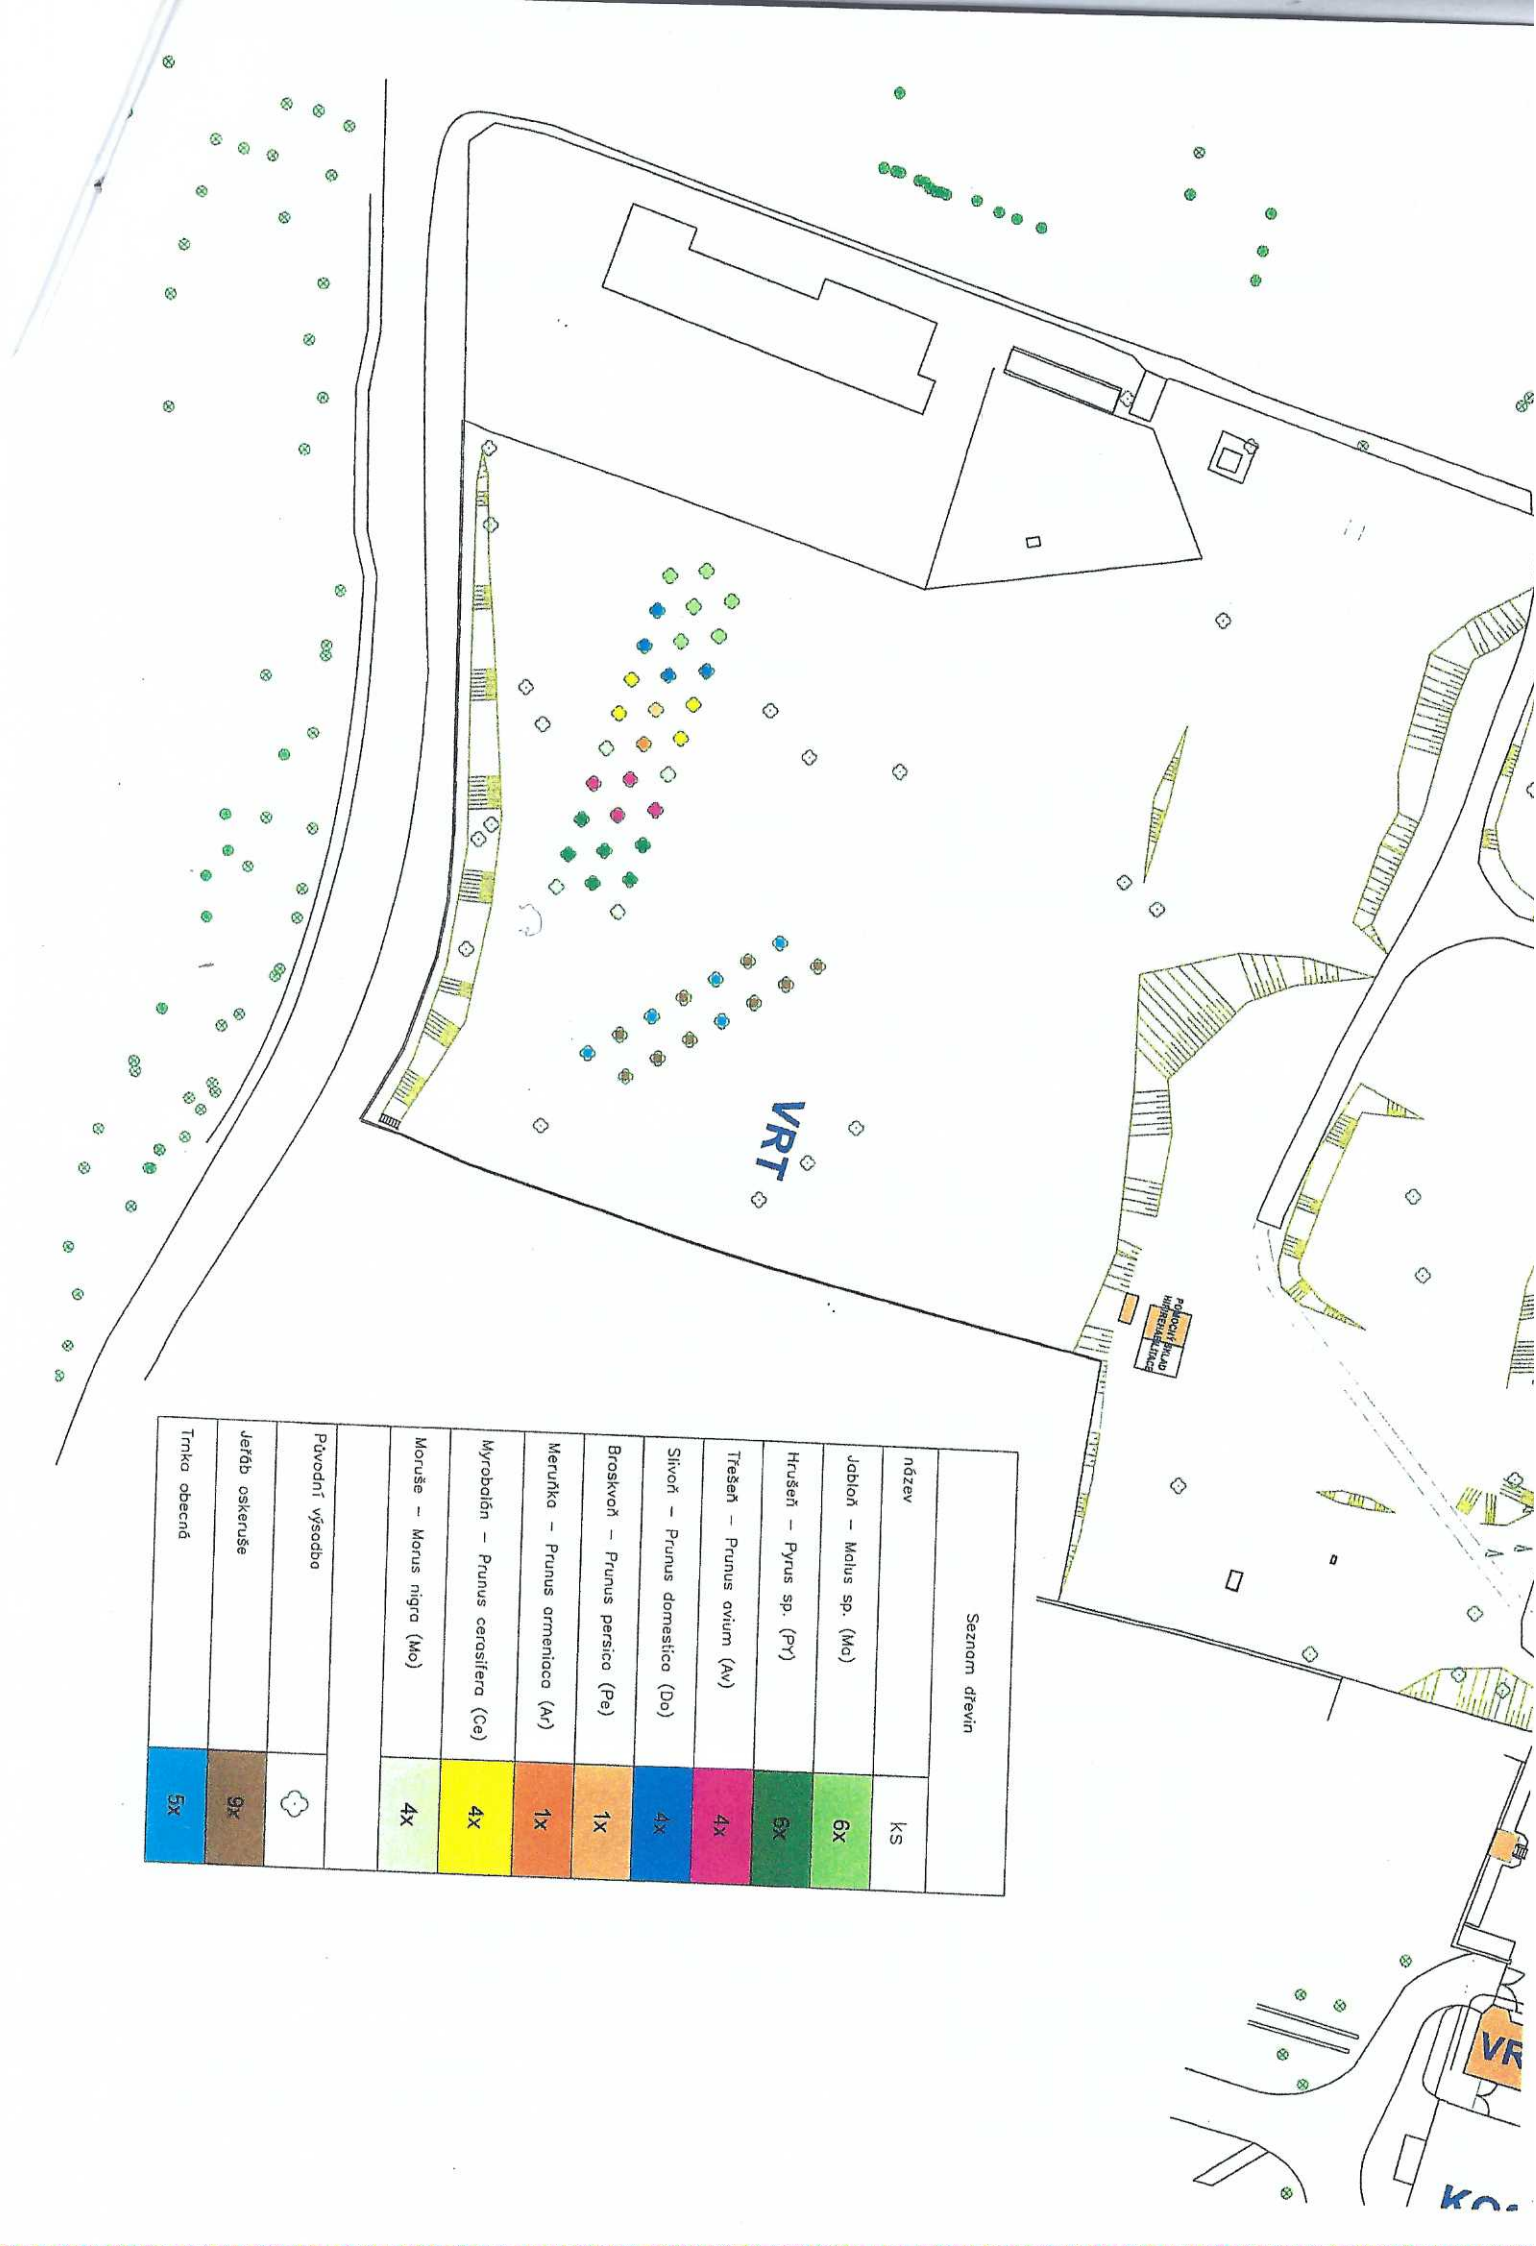 VRT
POMOCNÝ SKLAD
HIPOREHABILITACE
Seznam dřevin
název ks
Jabloň – Malus sp. (Ma) 6x
Hrušeň – Pyrus sp. (PY) 6x
Třešeň – Prunus avium (Av) 4x
Slivoň – Prunus domestica (Do) 4x
Broskvoň – Prunus persica (Pe) 1x
Meruňka – Prunus armeniaca (Ar) 1x
Myrobalán – Prunus cerasifera (Ce) 4x
Moruše – Morus nigra (Mo) 4x
Původní výsadba
Jeřáb oskeruše 9x
Trnka obecná 5x
VR